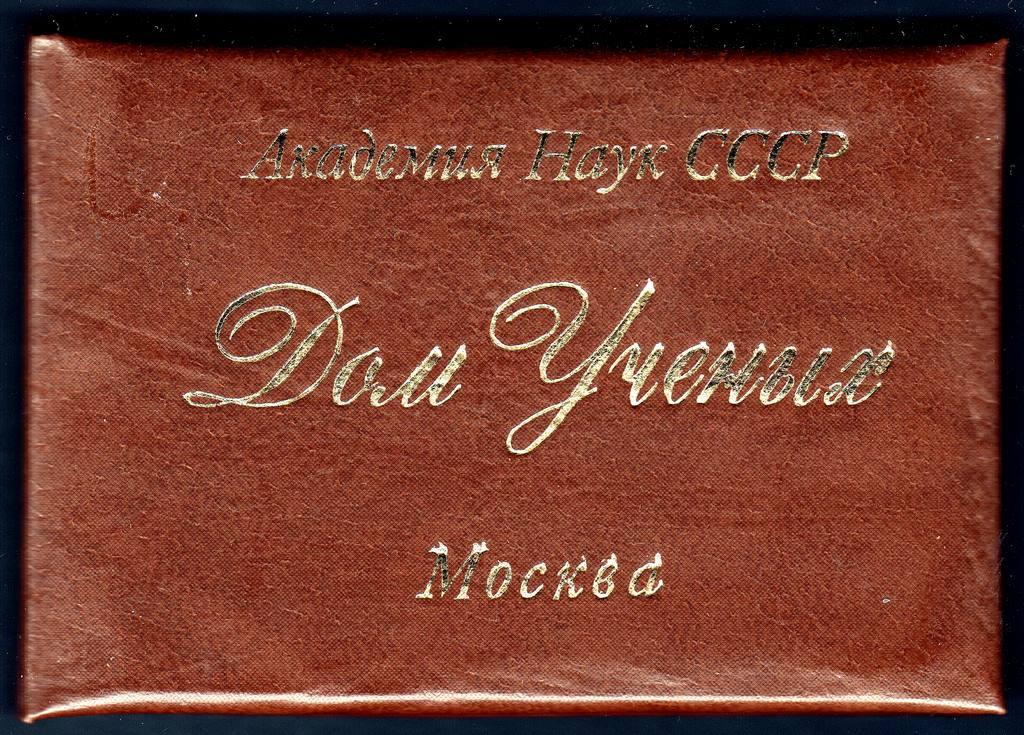 Академия Наук СССР
Дом Ученых
Москва